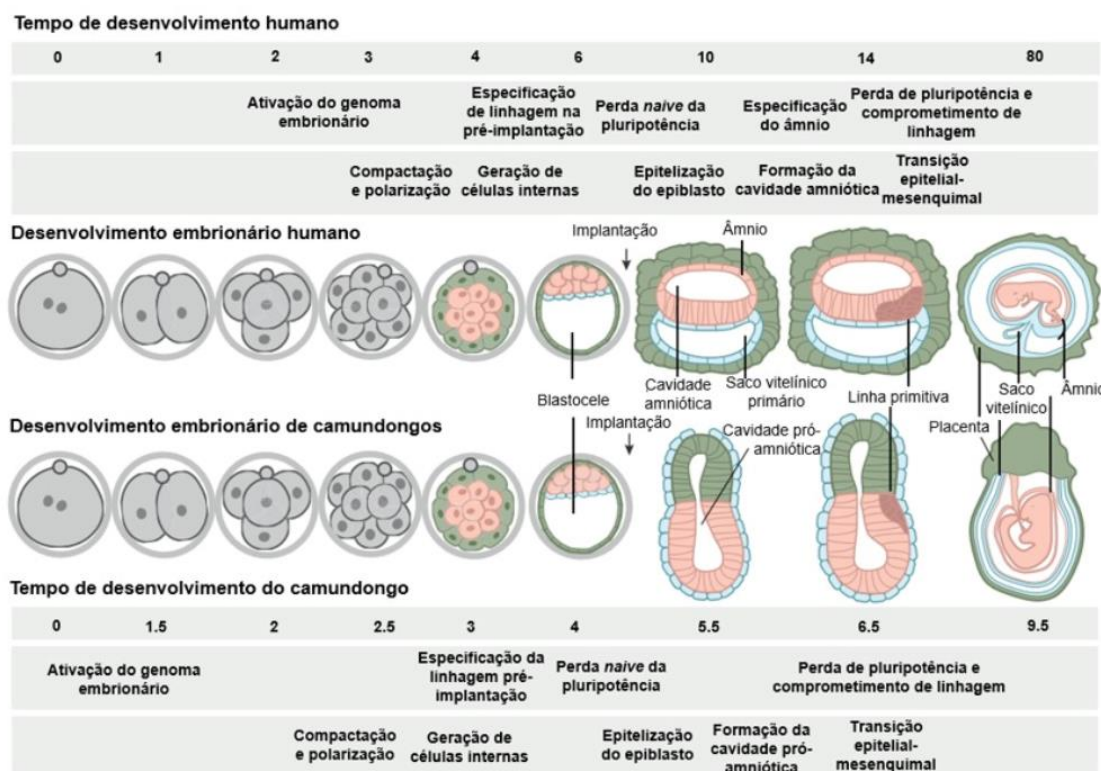 Tempo de desenvolvimento humano
0 1 2 3 4 6 10 14 80
Ativação do genoma
embrionário
Especificação
de linhagem na
pré-implantação
Perda naive da
pluripotência
Especificação
do âmnio
Perda de pluripotência e
comprometimento de
linhagem
Compactação
e polarização
Geração de
células internas
Epitelização
do epiblasto
Formação da
cavidade amniótica
Transição
epitelial-
mesenquimal
Desenvolvimento embrionário humano
Implantação
Âmnio
Blastocele
Cavidade
amniótica
Saco vitelínico
primário
Linha primitiva
Saco
vitelínico
Âmnio
Placenta
Desenvolvimento embrionário de camundongos
Implantação
Cavidade pró-
amniótica
Tempo de desenvolvimento do camundongo
0 1.5 2 2.5 3 4 5.5 6.5 9.5
Ativação do genoma
embrionário
Especificação da
linhagem pré-
implantação
Perda naive da
pluripotência
Perda de pluripotência e
comprometimento de linhagem
Compactação
e polarização
Geração de
células internas
Epitelização
do epiblasto
Formação da
cavidade pró-
amniótica
Transição
epitelial-
mesenquimal